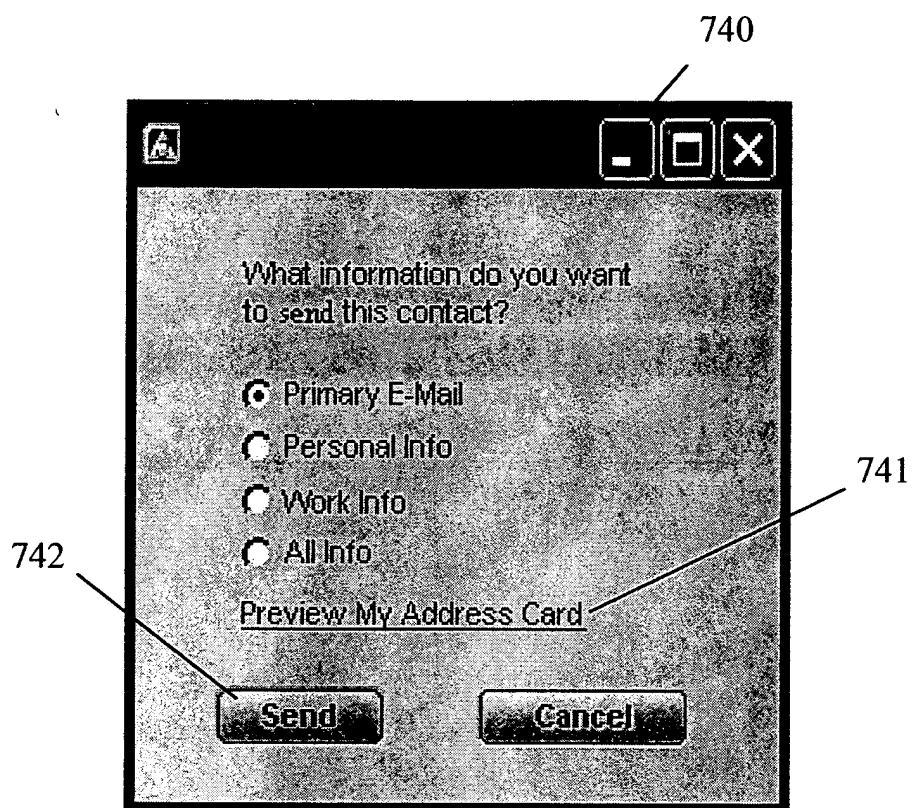 740
What information do you want
to send this contact?
Primary E-Mail
Personal Info
741
Work Info
742
All Info
Preview My Address Card
Send
Cancel